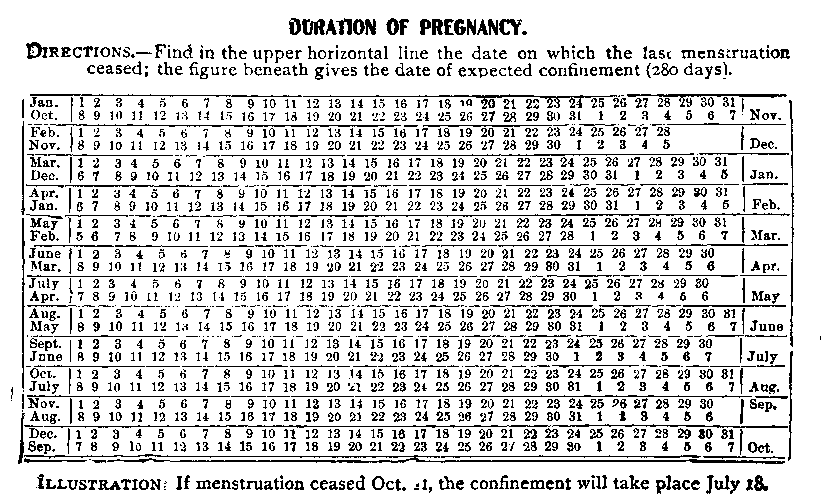 DURATION OF PREGNANCY.
DIRECTIONS.—Find in the upper horizontal line the date on which the last menstruation
ceased; the figure beneath gives the date of expected confinement (280 days).
Jan. 1 2 3 4 5 6 7 8 9 10 11 12 13 14 15 16 17 18 19 20 21 22 23 24 25 26 27 28 29 30 31
Oct. 8 9 10 11 12 13 14 15 16 17 18 19 20 21 22 23 24 25 26 27 28 29 30 31 1 2 3 4 5 6 7 Nov.
Feb. 1 2 3 4 5 6 7 8 9 10 11 12 13 14 15 16 17 18 19 20 21 22 23 24 25 26 27 28
Nov. 8 9 10 11 12 13 14 15 16 17 18 19 20 21 22 23 24 25 26 27 28 29 30 1 2 3 4 5 Dec.
Mar. 1 2 3 4 5 6 7 8 9 10 11 12 13 14 15 16 17 18 19 20 21 22 23 24 25 26 27 28 29 30 31
Dec. 6 7 8 9 10 11 12 13 14 15 16 17 18 19 20 21 22 23 24 25 26 27 28 29 30 31 1 2 3 4 5 Jan.
Apr. 1 2 3 4 5 6 7 8 9 10 11 12 13 14 15 16 17 18 19 20 21 22 23 24 25 26 27 28 29 30 31
Jan. 6 7 8 9 10 11 12 13 14 15 16 17 18 19 20 21 22 23 24 25 26 27 28 29 30 31 1 2 3 4 5 Feb.
May 1 2 3 4 5 6 7 8 9 10 11 12 13 14 15 16 17 18 19 20 21 22 23 24 25 26 27 28 29 30 31
Feb. 5 6 7 8 9 10 11 12 13 14 15 16 17 18 19 20 21 22 23 24 25 26 27 28 1 2 3 4 5 6 7 Mar.
June 1 2 3 4 5 6 7 8 9 10 11 12 13 14 15 16 17 18 19 20 21 22 23 24 25 26 27 28 29 30
Mar. 8 9 10 11 12 13 14 15 16 17 18 19 20 21 22 23 24 25 26 27 28 29 30 31 1 2 3 4 5 6 Apr.
July 1 2 3 4 5 6 7 8 9 10 11 12 13 14 15 16 17 18 19 20 21 22 23 24 25 26 27 28 29 30
Apr. 7 8 9 10 11 12 13 14 15 16 17 18 19 20 21 22 23 24 25 26 27 28 29 30 1 2 3 4 5 6 May
Aug. 1 2 3 4 5 6 7 8 9 10 11 12 13 14 15 16 17 18 19 20 21 22 23 24 25 26 27 28 29 30 31
May 8 9 10 11 12 13 14 15 16 17 18 19 20 21 22 23 24 25 26 27 28 29 30 31 1 2 3 4 5 6 7 June
Sept. 1 2 3 4 5 6 7 8 9 10 11 12 13 14 15 16 17 18 19 20 21 22 23 24 25 26 27 28 29 30
June 8 9 10 11 12 13 14 15 16 17 18 19 20 21 22 23 24 25 26 27 28 29 30 1 2 3 4 5 6 7 July
Oct. 1 2 3 4 5 6 7 8 9 10 11 12 13 14 15 16 17 18 19 20 21 22 23 24 25 26 27 28 29 30 31
July 8 9 10 11 12 13 14 15 16 17 18 19 20 21 22 23 24 25 26 27 28 29 30 31 1 2 3 4 5 6 7 Aug.
Nov. 1 2 3 4 5 6 7 8 9 10 11 12 13 14 15 16 17 18 19 20 21 22 23 24 25 26 27 28 29 30
Aug. 8 9 10 11 12 13 14 15 16 17 18 19 20 21 22 23 24 25 26 27 28 29 30 31 1 2 3 4 5 6 Sep.
Dec. 1 2 3 4 5 6 7 8 9 10 11 12 13 14 15 16 17 18 19 20 21 22 23 24 25 26 27 28 29 30 31
Sep. 7 8 9 10 11 12 13 14 15 16 17 18 19 20 21 22 23 24 25 26 27 28 29 30 1 2 3 4 5 6 7 Oct.
ILLUSTRATION: If menstruation ceased Oct. the confinement will take place July 18.